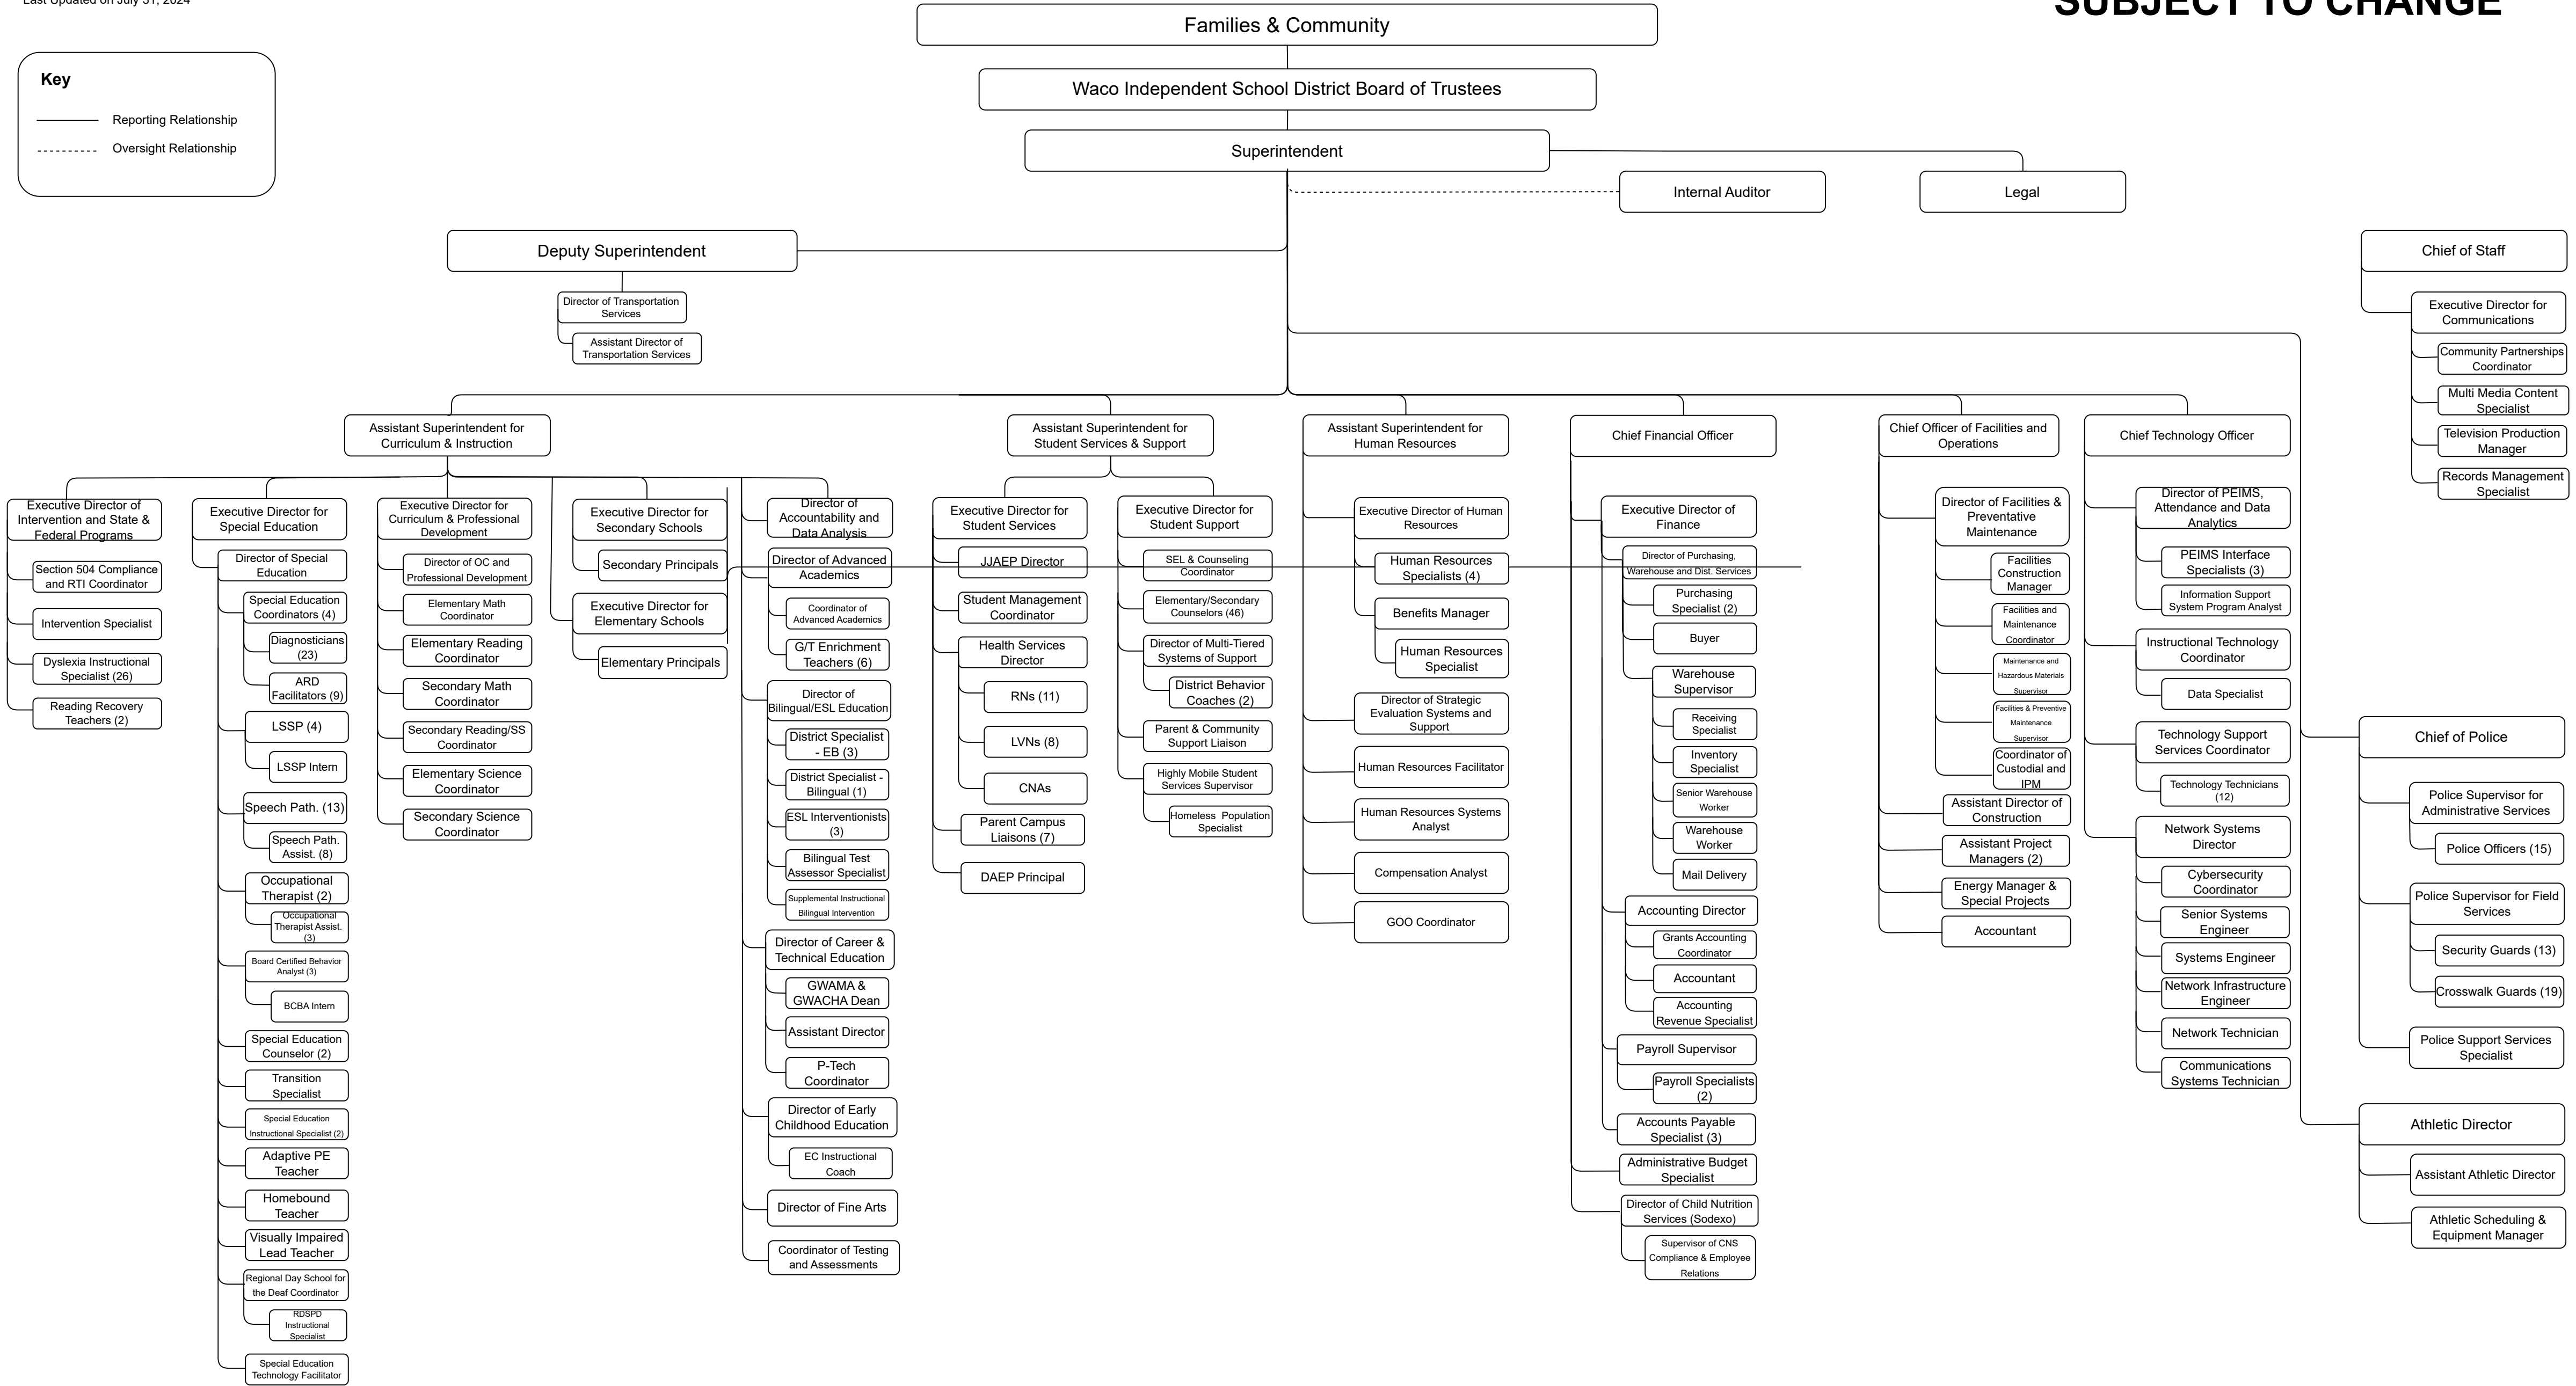 Last Updated on July 31, 2024
SUBJECT TO CHANGE
Families & Community
Key
Reporting Relationship
Oversight Relationship
Waco Independent School District Board of Trustees
Superintendent
Internal Auditor
Legal
Deputy Superintendent
Director of Transportation
Services
Assistant Director of
Transportation Services
Chief of Staff
Executive Director for
Communications
Community Partnerships
Coordinator
Multi Media Content
Specialist
Television Production
Manager
Records Management
Specialist
Assistant Superintendent for
Curriculum & Instruction
Executive Director of
Intervention and State &
Federal Programs
Section 504 Compliance
and RTI Coordinator
Intervention Specialist
Dyslexia Instructional
Specialist (26)
Reading Recovery
Teachers (2)
Executive Director for
Special Education
Director of Special
Education
Special Education
Coordinators (4)
Diagnosticians
(23)
ARD
Facilitators (9)
LSSP (4)
LSSP Intern
Speech Path. (13)
Speech Path.
Assist. (8)
Occupational
Therapist (2)
Occupational
Therapist Assist.
(3)
Board Certified Behavior
Analyst (3)
BCBA Intern
Special Education
Counselor (2)
Transition
Specialist
Special Education
Instructional Specialist (2)
Adaptive PE
Teacher
Homebound
Teacher
Visually Impaired
Lead Teacher
Regional Day School for
the Deaf Coordinator
RDSPD
Instructional
Specialist
Special Education
Technology Facilitator
Executive Director for
Curriculum & Professional
Development
Director of OC and
Professional Development
Elementary Math
Coordinator
Elementary Reading
Coordinator
Secondary Math
Coordinator
Secondary Reading/SS
Coordinator
Elementary Science
Coordinator
Secondary Science
Coordinator
Executive Director for
Secondary Schools
Secondary Principals
Executive Director for
Elementary Schools
Elementary Principals
Director of
Accountability and
Data Analysis
Director of Advanced
Academics
Coordinator of
Advanced Academics
G/T Enrichment
Teachers (6)
Director of
Bilingual/ESL Education
District Specialist
- EB (3)
District Specialist -
Bilingual (1)
ESL Interventionists
(3)
Bilingual Test
Assessor Specialist
Supplemental Instructional
Bilingual Intervention
Director of Career &
Technical Education
GWAMA &
GWACHA Dean
Assistant Director
P-Tech
Coordinator
Director of Early
Childhood Education
EC Instructional
Coach
Director of Fine Arts
Coordinator of Testing
and Assessments
Assistant Superintendent for
Student Services & Support
Executive Director for
Student Services
JJAEP Director
Student Management
Coordinator
Health Services
Director
RNs (11)
LVNs (8)
CNAs
Parent Campus
Liaisons (7)
DAEP Principal
Executive Director for
Student Support
SEL & Counseling
Coordinator
Elementary/Secondary
Counselors (46)
Director of Multi-Tiered
Systems of Support
District Behavior
Coaches (2)
Parent & Community
Support Liaison
Highly Mobile Student
Services Supervisor
Homeless Population
Specialist
Assistant Superintendent for
Human Resources
Executive Director of Human
Resources
Human Resources
Specialists (4)
Benefits Manager
Human Resources
Specialist
Director of Strategic
Evaluation Systems and
Support
Human Resources Facilitator
Human Resources Systems
Analyst
Compensation Analyst
GOO Coordinator
Chief Financial Officer
Executive Director of
Finance
Director of Purchasing,
Warehouse and Dist. Services
Purchasing
Specialist (2)
Buyer
Warehouse
Supervisor
Receiving
Specialist
Inventory
Specialist
Senior Warehouse
Worker
Warehouse
Worker
Mail Delivery
Accounting Director
Grants Accounting
Coordinator
Accountant
Accounting
Revenue Specialist
Payroll Supervisor
Payroll Specialists
(2)
Accounts Payable
Specialist (3)
Administrative Budget
Specialist
Director of Child Nutrition
Services (Sodexo)
Supervisor of CNS
Compliance & Employee
Relations
Chief Officer of Facilities and
Operations
Director of Facilities &
Preventative
Maintenance
Facilities
Construction
Manager
Facilities and
Maintenance
Coordinator
Maintenance and
Hazardous Materials
Supervisor
Facilities & Preventive
Maintenance
Supervisor
Coordinator of
Custodial and
IPM
Assistant Director of
Construction
Assistant Project
Managers (2)
Energy Manager &
Special Projects
Accountant
Chief Technology Officer
Director of PEIMS,
Attendance and Data
Analytics
PEIMS Interface
Specialists (3)
Information Support
System Program Analyst
Instructional Technology
Coordinator
Data Specialist
Technology Support
Services Coordinator
Technology Technicians
(12)
Network Systems
Director
Cybersecurity
Coordinator
Senior Systems
Engineer
Systems Engineer
Network Infrastructure
Engineer
Network Technician
Communications
Systems Technician
Chief of Police
Police Supervisor for
Administrative Services
Police Officers (15)
Police Supervisor for Field
Services
Security Guards (13)
Crosswalk Guards (19)
Police Support Services
Specialist
Athletic Director
Assistant Athletic Director
Athletic Scheduling &
Equipment Manager